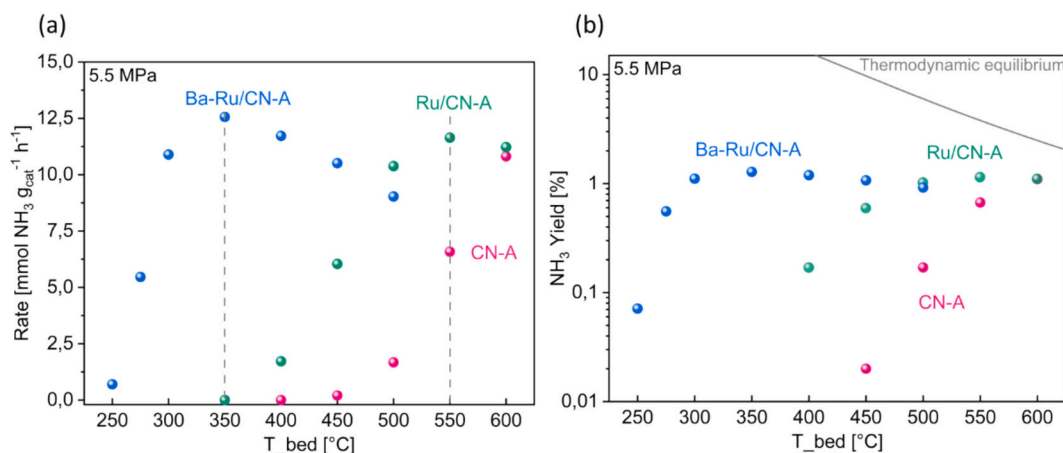 (a)
(b)
15,0
12,5
10,0
7,5
5,0
2,5
0,0
Rate [mmol NH₃ g_cat⁻¹ h⁻¹]
5.5 MPa
Ba-Ru/CN-A
Ru/CN-A
CN-A
250 300 350 400 450 500 550 600
T_bed [°C]
10
1
0,1
0,01
NH₃ Yield [%]
5.5 MPa
Thermodynamic equilibrium
Ba-Ru/CN-A
Ru/CN-A
CN-A
250 300 350 400 450 500 550 600
T_bed [°C]